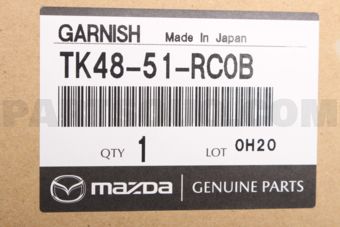 GARNISH Made In Japan
TK48-51-RC0B
QTY 1 LOT 0H20
mazda GENUINE PARTS